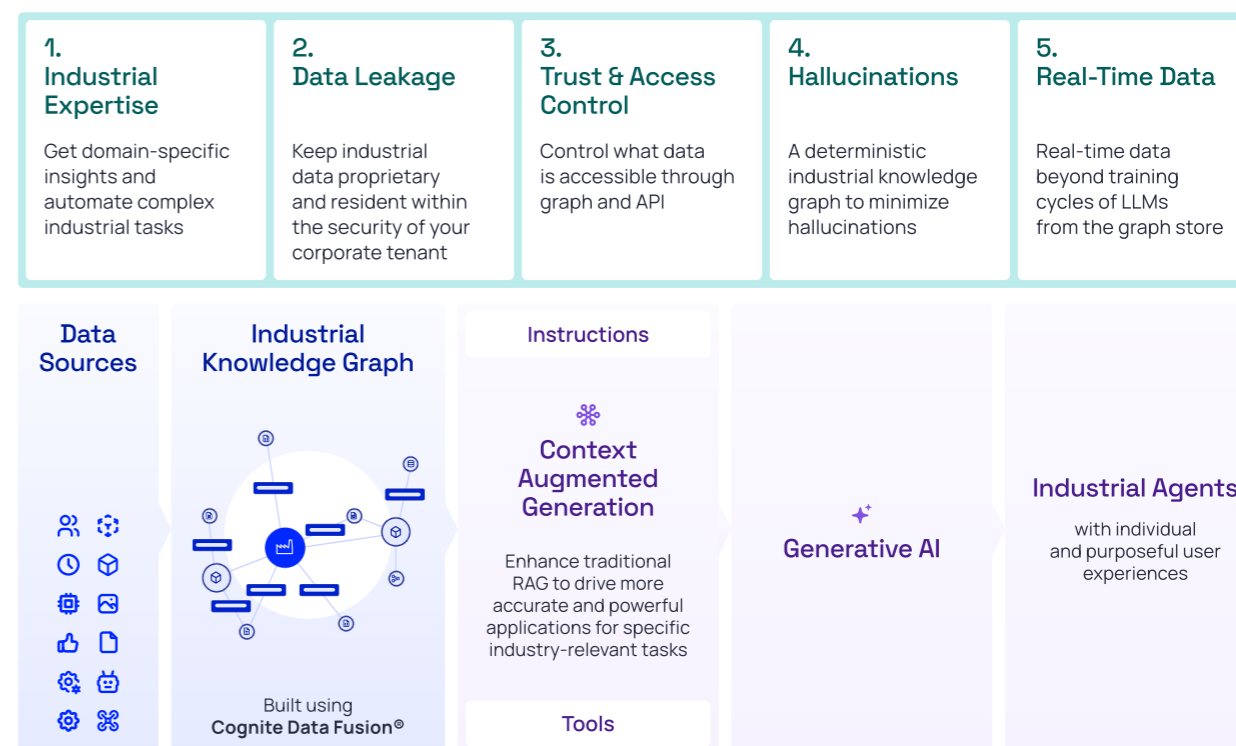 1.
Industrial
Expertise
Get domain-specific
insights and
automate complex
industrial tasks
2.
Data Leakage
Keep industrial
data proprietary
and resident within
the security of your
corporate tenant
3.
Trust & Access
Control
Control what data
is accessible through
graph and API
4.
Hallucinations
A deterministic
industrial knowledge
graph to minimize
hallucinations
5.
Real-Time Data
Real-time data
beyond training
cycles of LLMs
from the graph store
Data
Sources
Industrial
Knowledge Graph
Built using
Cognite Data Fusion®
Instructions
Context
Augmented
Generation
Enhance traditional
RAG to drive more
accurate and powerful
applications for specific
industry-relevant tasks
Tools
Generative AI
Industrial Agents
with individual
and purposeful user
experiences